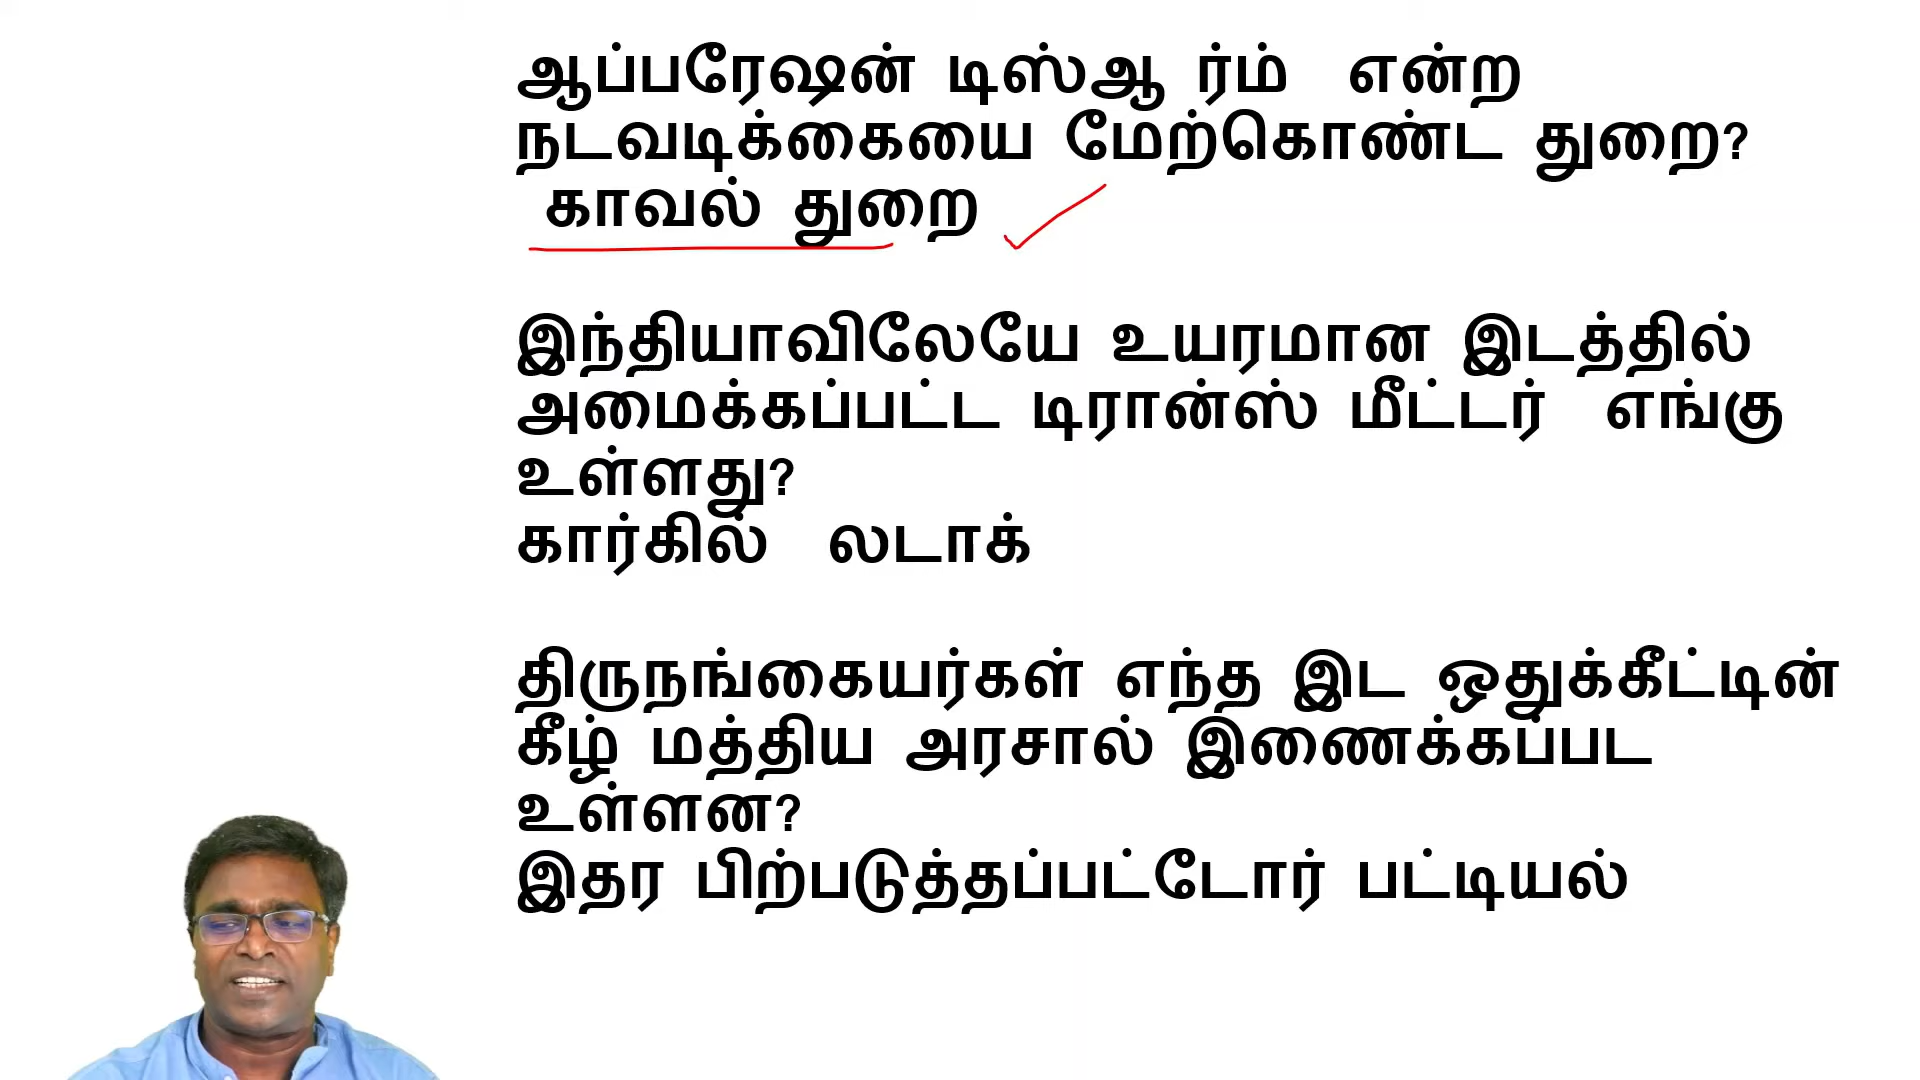 ஆப்பரேஷன் டிஸ்ஆ ர்ம் என்ற
நடவடிக்கையை மேற்கொண்ட துறை?
காவல் துறை
இந்தியாவிலேயே உயரமான இடத்தில்
அமைக்கப்பட்ட டிரான்ஸ் மீட்டர் எங்கு
உள்ளது?
கார்கில் லடாக்
திருநங்கையர்கள் எந்த இட ஒதுக்கீட்டின்
கீழ் மத்திய அரசால் இணைக்கப்பட
உள்ளன?
இதர பிற்படுத்தப்பட்டோர் பட்டியல்